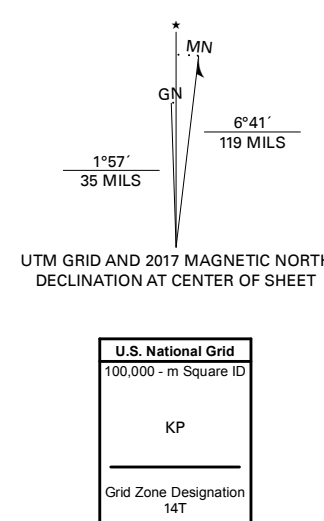 ★
MN
GN
6°41´
119 MILS
1°57´
35 MILS
UTM GRID AND 2017 MAGNETIC NORTH
DECLINATION AT CENTER OF SHEET
U.S. National Grid
100,000 - m Square ID
KP
Grid Zone Designation
14T